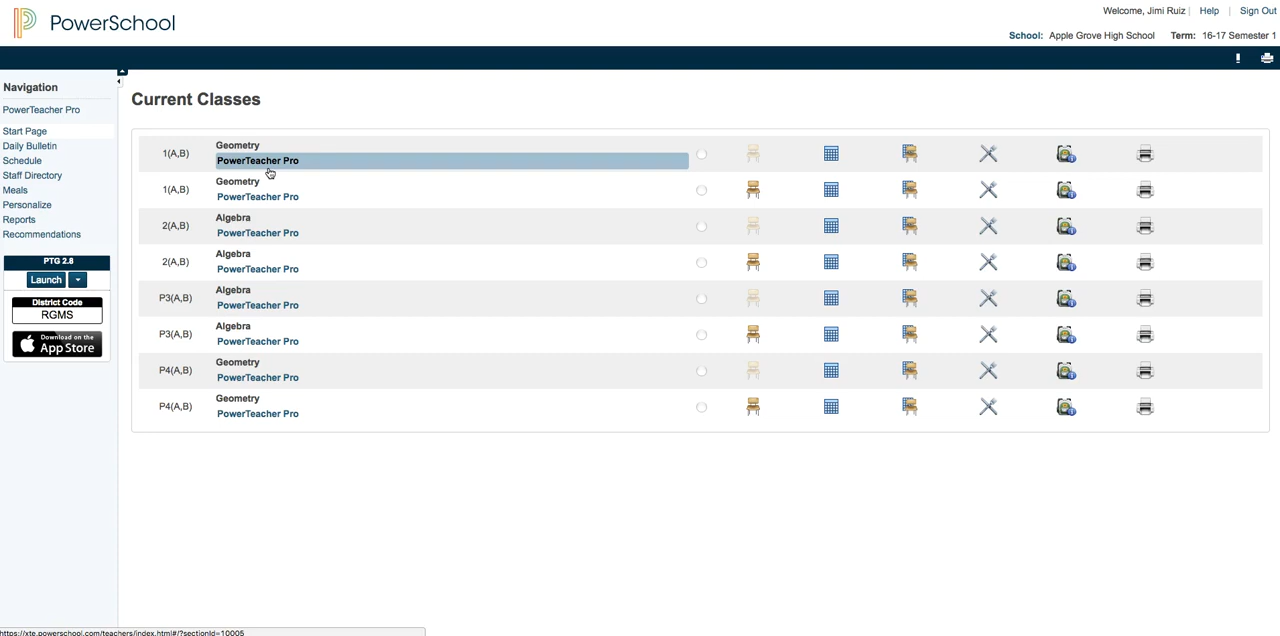 PowerSchool
Welcome, Jimi Ruiz | Help | Sign Out
School: Apple Grove High School Term: 16-17 Semester 1
Navigation
PowerTeacher Pro
Start Page
Daily Bulletin
Schedule
Staff Directory
Meals
Personalize
Reports
Recommendations
PTG 2.8
Launch
District Code
RGMS
Download on the
App Store
Current Classes
1(A,B) Geometry
PowerTeacher Pro
1(A,B) Geometry
PowerTeacher Pro
2(A,B) Algebra
PowerTeacher Pro
2(A,B) Algebra
PowerTeacher Pro
P3(A,B) Algebra
PowerTeacher Pro
P3(A,B) Algebra
PowerTeacher Pro
P4(A,B) Geometry
PowerTeacher Pro
P4(A,B) Geometry
PowerTeacher Pro
https://xte.powerschool.com/teachers/index.html#/?sectionId=10005